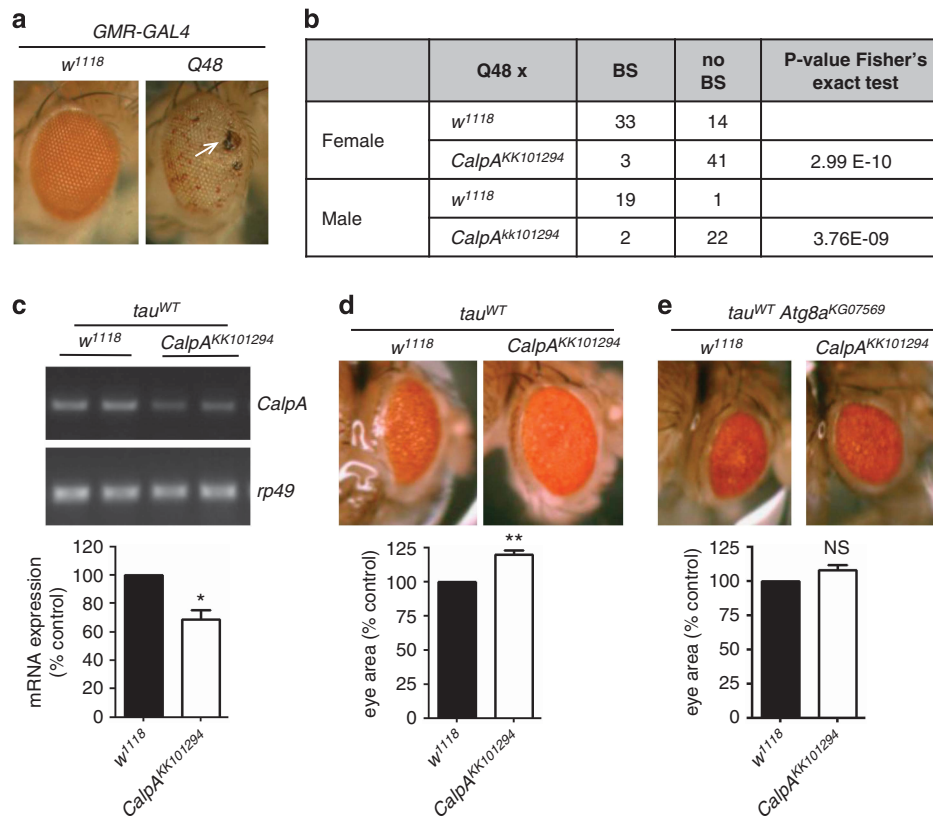 a
GMR-GAL4
w1118 Q48
b
Q48 x BS no BS P-value Fisher's exact test
Female w1118 33 14
CalpAKK101294 3 41 2.99 E-10
Male w1118 19 1
CalpAkk101294 2 22 3.76E-09
c
tauWT
w1118 CalpAKK101294
CalpA
rp49
mRNA expression
(% control)
120
100
80
60
40
20
0
*
w1118
CalpAKK101294
d
tauWT
w1118 CalpAKK101294
eye area (% control)
125
100
75
50
25
0
**
w1118
CalpAKK101294
e
tauWT Atg8aKG07569
w1118 CalpAKK101294
eye area (% control)
125
100
75
50
25
0
NS
w1118
CalpAKK101294